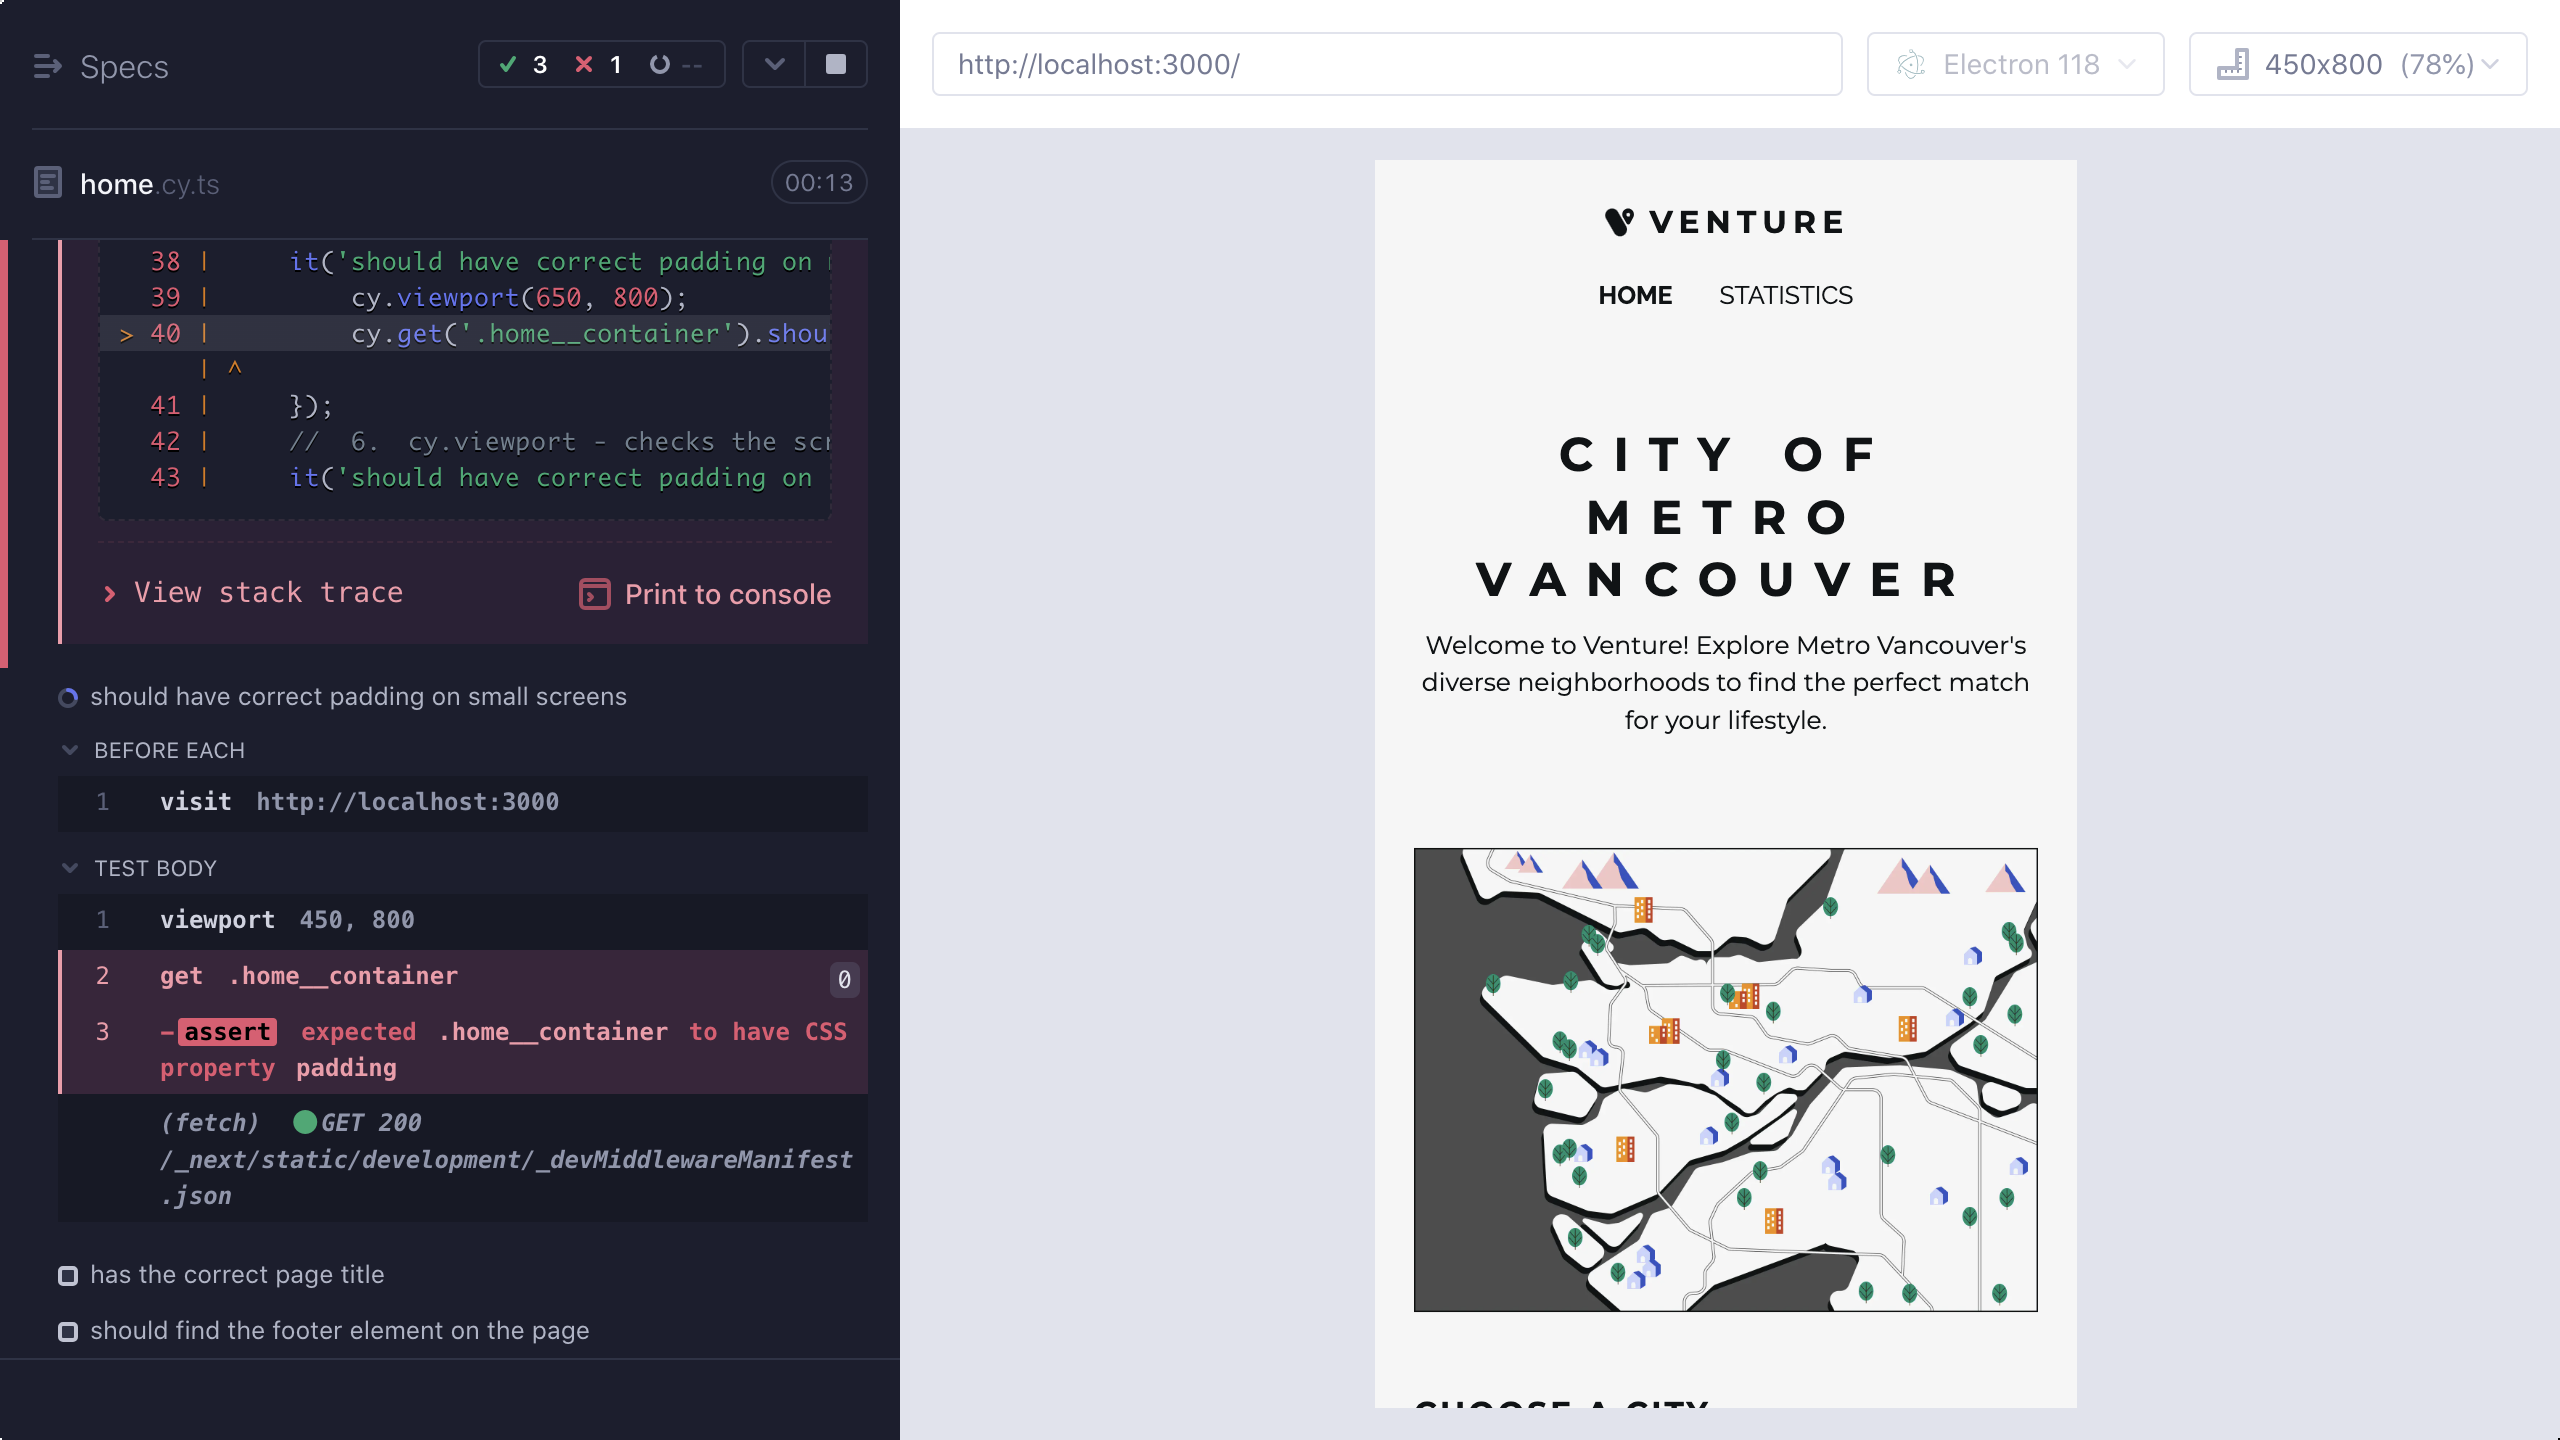 Specs
3 1 --
home.cy.ts
00:13
38 | it('should have correct padding on
39 | cy.viewport(650, 800);
> 40 | cy.get('.home__container').shou
| ^
41 | });
42 | // 6. cy.viewport - checks the scr
43 | it('should have correct padding on
View stack trace
Print to console
should have correct padding on small screens
BEFORE EACH
1 visit http://localhost:3000
TEST BODY
1 viewport 450, 800
2 get .home__container 0
3 -assert expected .home__container to have CSS
property padding
(fetch) GET 200
/_next/static/development/_devMiddlewareManifest
.json
has the correct page title
should find the footer element on the page
http://localhost:3000/
Electron 118
450x800 (78%)
VENTURE
HOME STATISTICS
CITY OF
METRO
VANCOUVER
Welcome to Venture! Explore Metro Vancouver's
diverse neighborhoods to find the perfect match
for your lifestyle.
CHOOSE A CITY